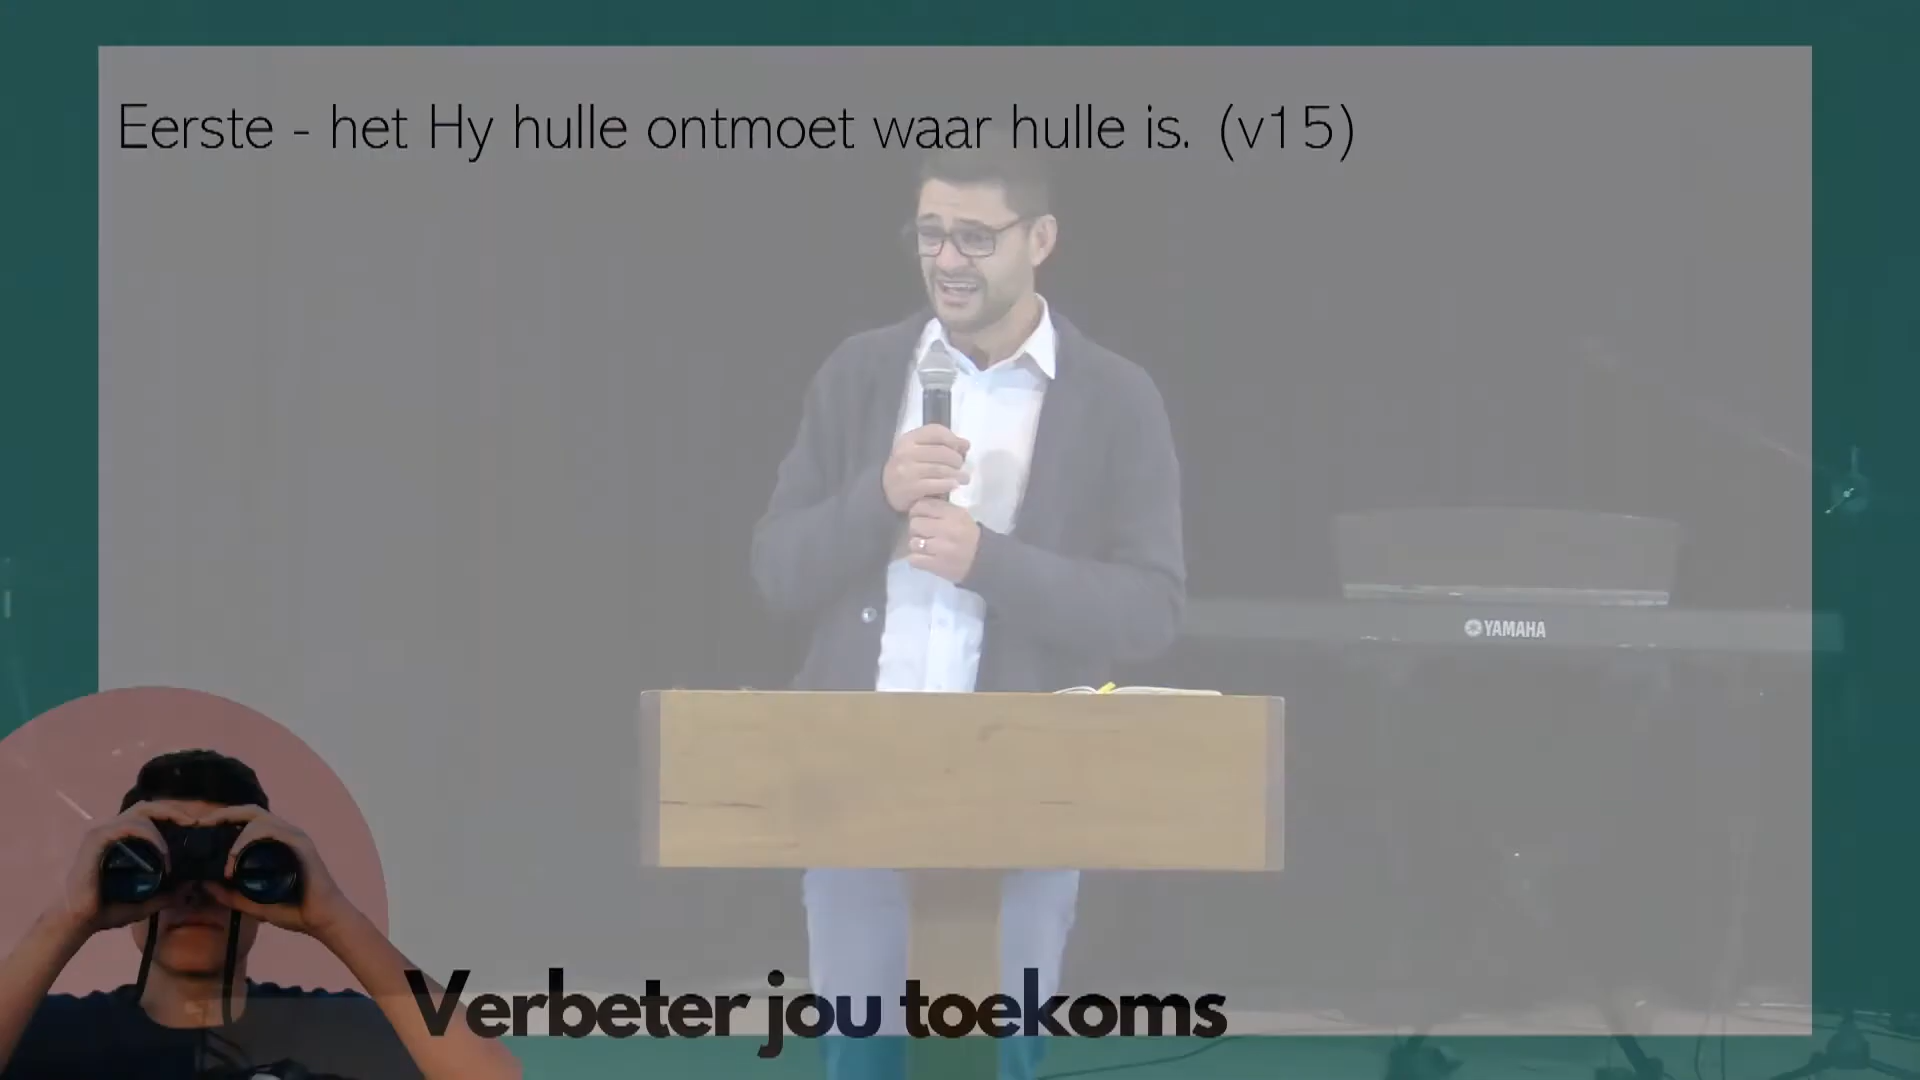 Eerste - het Hy hulle ontmoet waar hulle is. (v15)
YAMAHA
Verbeter jou toekoms